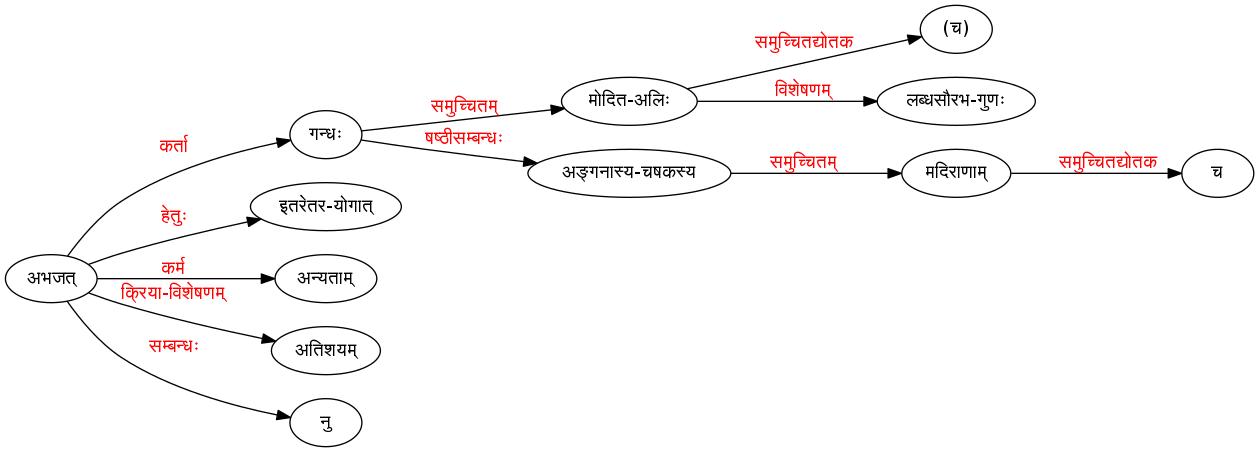 (च)
समुच्चितद्योतक
मोदित-अलिः
विशेषणम्
लब्धसौरभ-गुणः
समुच्चितम्
गन्धः
षष्ठीसम्बन्धः
कर्ता
अङ्गनास्य-चषकस्य
समुच्चितम्
मदिराणाम्
समुच्चितद्योतक
च
इतरेतर-योगात्
हेतुः
अभजत्
कर्म
अन्यताम्
क्रिया-विशेषणम्
अतिशयम्
सम्बन्धः
नु